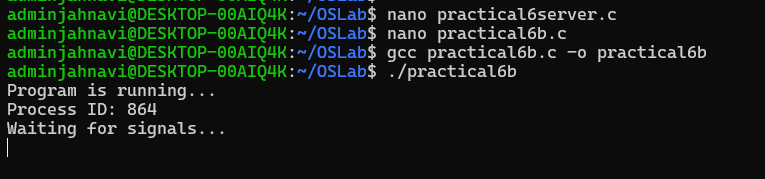 adminjahnavi@DESKTOP-00AIQ4K:~/OSLab$ nano practical6server.c
adminjahnavi@DESKTOP-00AIQ4K:~/OSLab$ nano practical6b.c
adminjahnavi@DESKTOP-00AIQ4K:~/OSLab$ gcc practical6b.c -o practical6b
adminjahnavi@DESKTOP-00AIQ4K:~/OSLab$ ./practical6b
Program is running...
Process ID: 864
Waiting for signals...